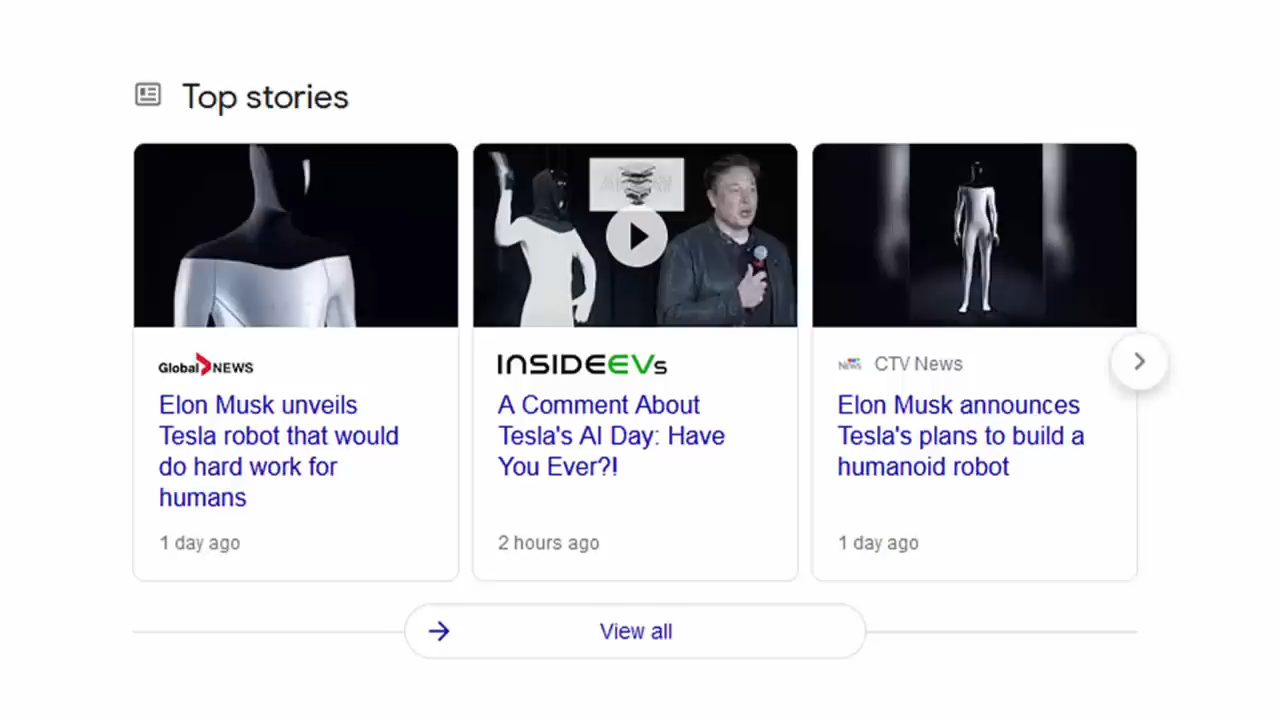 Top stories
Global NEWS
Elon Musk unveils
Tesla robot that would
do hard work for
humans
1 day ago
INSIDEEVs
A Comment About
Tesla's AI Day: Have
You Ever?!
2 hours ago
NEWS
CTV News
Elon Musk announces
Tesla's plans to build a
humanoid robot
1 day ago
View all